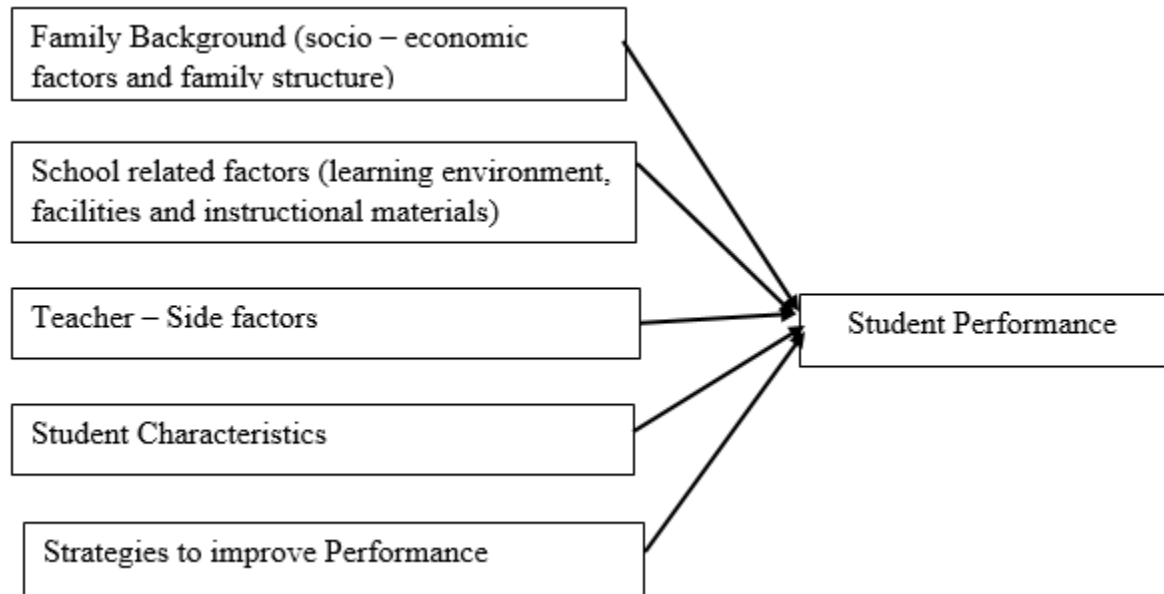 Family Background (socio – economic
factors and family structure)
School related factors (learning environment,
facilities and instructional materials)
Teacher – Side factors
Student Performance
Student Characteristics
Strategies to improve Performance